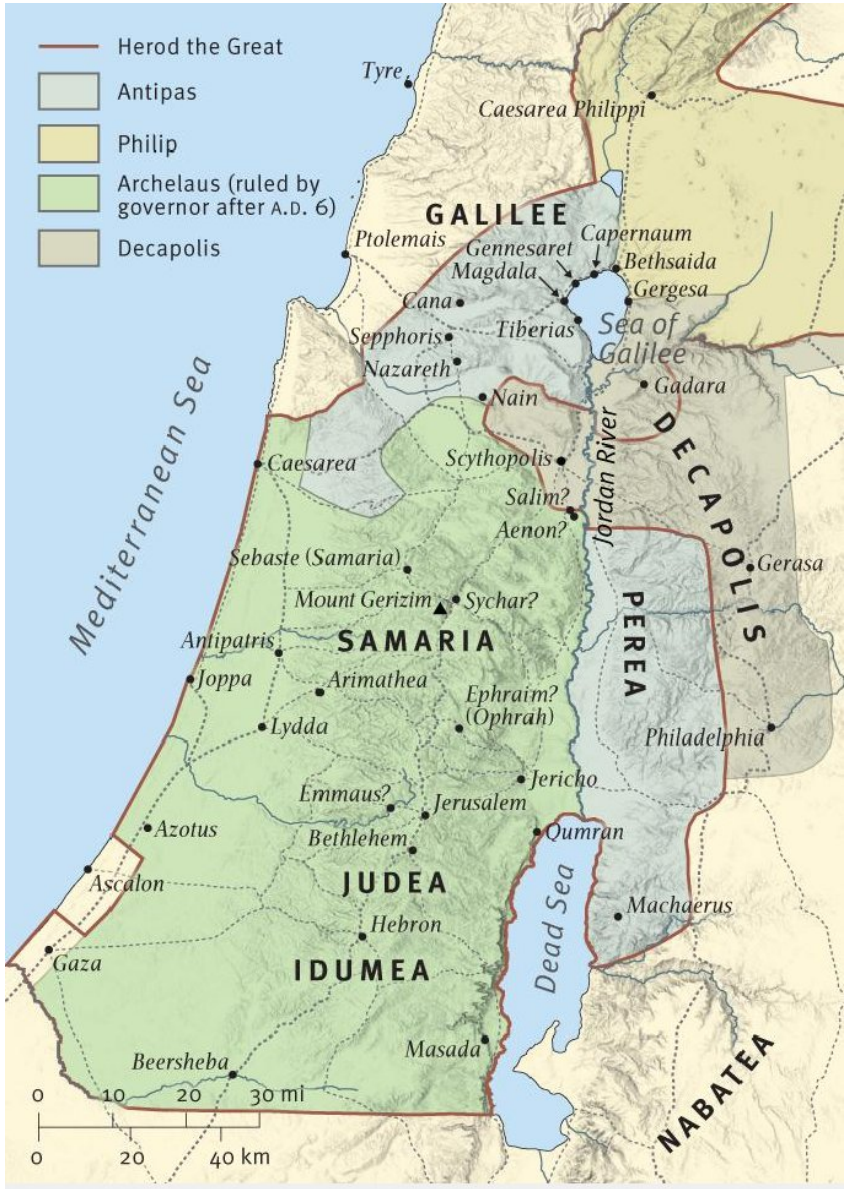 Herod the Great
Antipas
Philip
Archelaus (ruled by
governor after A.D. 6)
Decapolis
Tyre
Caesarea Philippi
GALILEE
Ptolemais
Gennesaret
Capernaum
Magdala
Bethsaida
Cana
Gergesa
Tiberias
Sea of
Galilee
Sepphoris
Nazareth
Gadara
Nain
Mediterranean Sea
DECAPOLIS
Jordan River
Caesarea
Scythopolis
Salim?
Aenon?
Sebaste (Samaria)
Gerasa
Mount Gerizim
Sychar?
PEREA
SAMARIA
Antipatris
Joppa
Arimathea
Ephraim?
(Ophrah)
Lydda
Philadelphia
Jericho
Emmaus?
Jerusalem
Azotus
Bethlehem
Qumran
Ascalon
JUDEA
Machaerus
Hebron
Dead Sea
Gaza
IDUMEA
Masada
Beersheba
NABATEA
0 10 20 30 mi
0 20 40 km